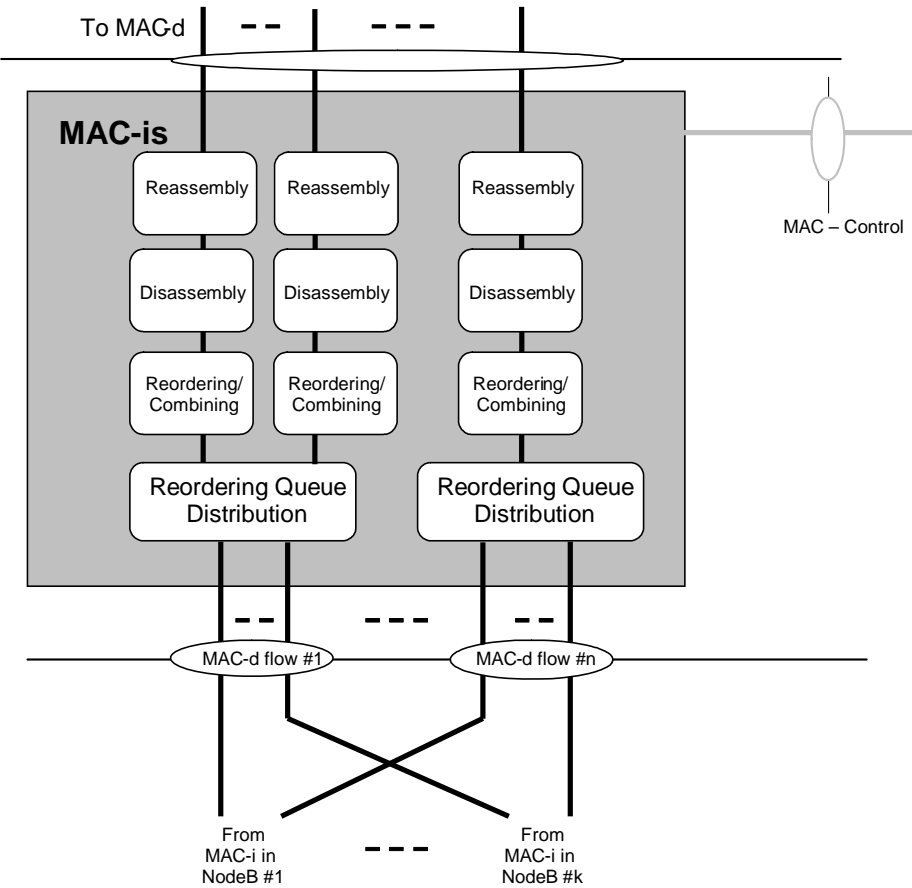 To MAC-d
MAC-is
Reassembly
Reassembly
Reassembly
MAC – Control
Disassembly
Disassembly
Disassembly
Reordering/
Combining
Reordering/
Combining
Reordering/
Combining
Reordering Queue
Distribution
Reordering Queue
Distribution
MAC-d flow #1
MAC-d flow #n
From
MAC-i in
NodeB #1
From
MAC-i in
NodeB #k